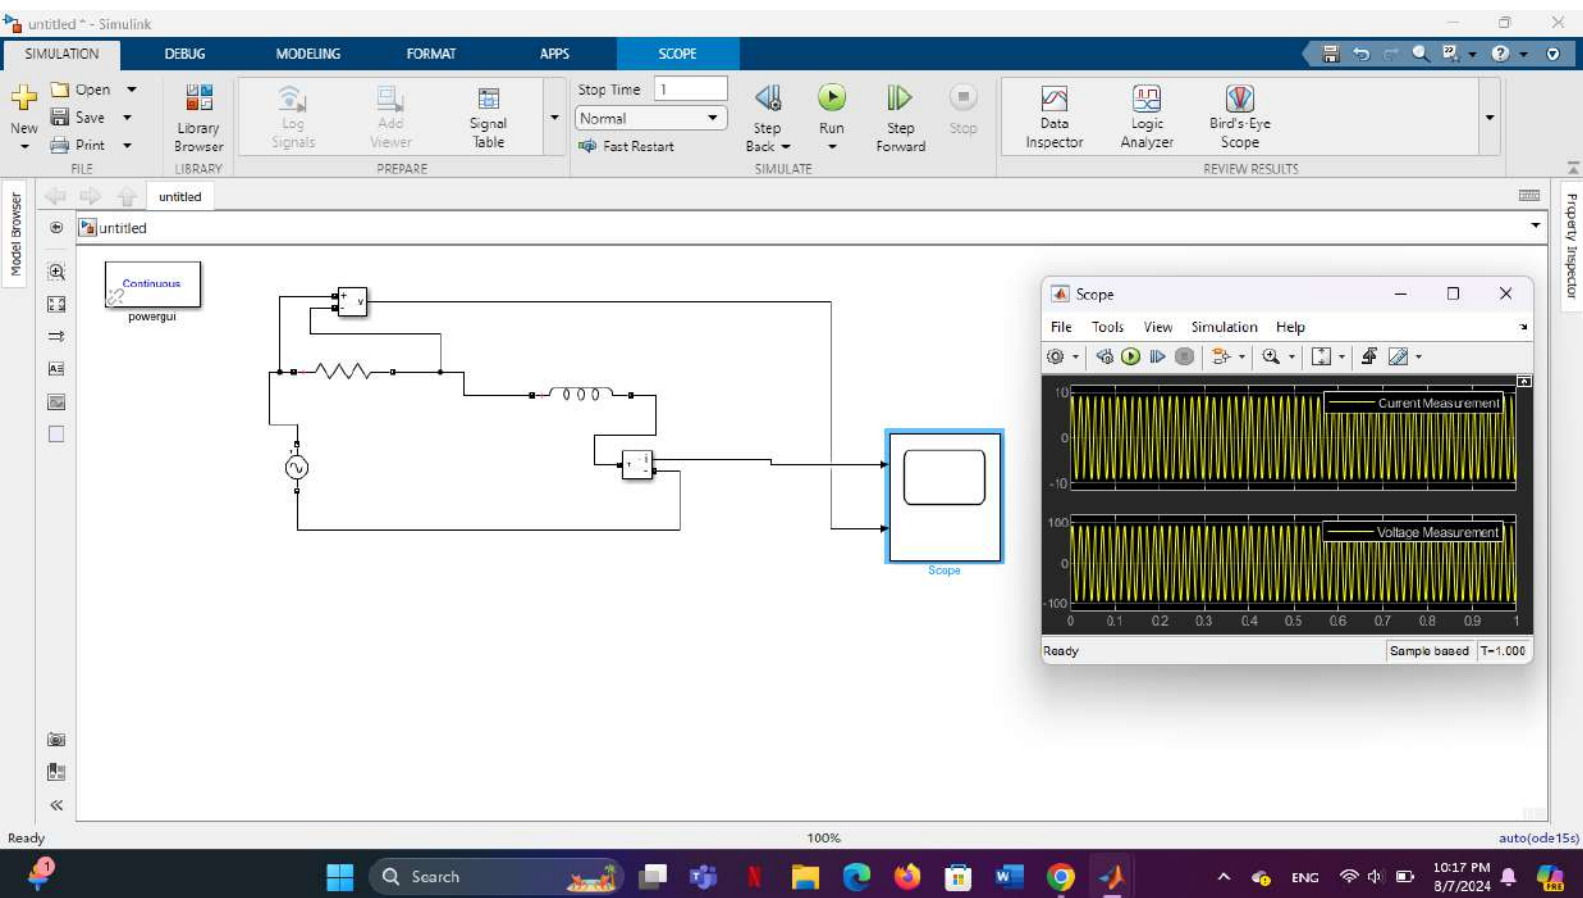 untitled * - Simulink
SIMULATION DEBUG MODELING FORMAT APPS SCOPE
New
Open
Save
Print
FILE
Library
Browser
LIBRARY
Log
Signals
Add
Viewer
Signal
Table
PREPARE
Stop Time 1
Normal
Fast Restart
Step
Back
Run
Step
Forward
Stop
SIMULATE
Data
Inspector
Logic
Analyzer
Bird's-Eye
Scope
REVIEW RESULTS
Model Browser
untitled
untitled
Property Inspector
Continuous
powergui
+
-
v
+
i
-
Scope
Scope
File Tools View Simulation Help
10
0
-10
Current Measurement
100
0
-100
Voltage Measurement
0 0.1 0.2 0.3 0.4 0.5 0.6 0.7 0.8 0.9 1
Ready Sample based T=1.000
Ready 100% auto(ode15s)
1
Search
ENG
10:17 PM
8/7/2024
PRE